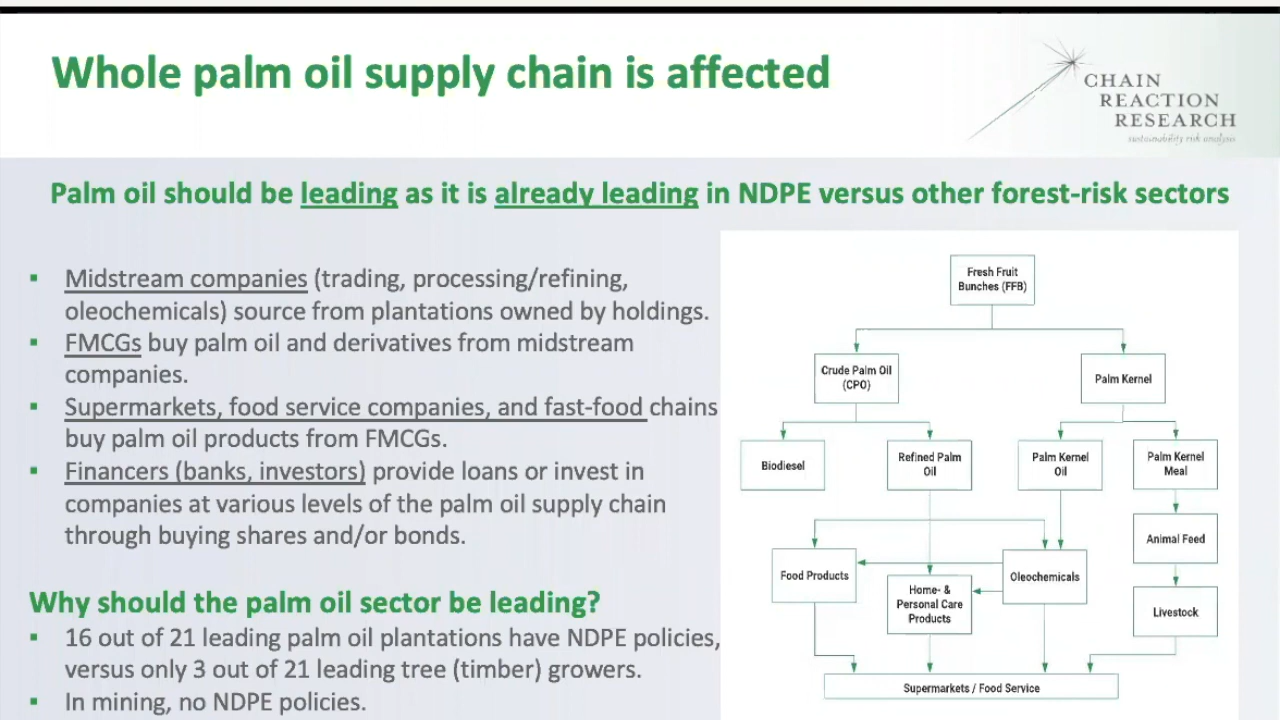 Whole palm oil supply chain is affected
CHAIN
REACTION
RESEARCH
sustainability risk analysis
Palm oil should be leading as it is already leading in NDPE versus other forest-risk sectors
▪ Midstream companies (trading, processing/refining,
oleochemicals) source from plantations owned by holdings.
▪ FMCGs buy palm oil and derivatives from midstream
companies.
▪ Supermarkets, food service companies, and fast-food chains
buy palm oil products from FMCGs.
▪ Financers (banks, investors) provide loans or invest in
companies at various levels of the palm oil supply chain
through buying shares and/or bonds.
Why should the palm oil sector be leading?
▪ 16 out of 21 leading palm oil plantations have NDPE policies,
versus only 3 out of 21 leading tree (timber) growers.
▪ In mining, no NDPE policies.
Fresh Fruit
Bunches (FFB)
Crude Palm Oil
(CPO)
Palm Kernel
Biodiesel
Refined Palm
Oil
Palm Kernel
Oil
Palm Kernel
Meal
Animal Feed
Food Products
Home- &
Personal Care
Products
Oleochemicals
Livestock
Supermarkets / Food Service